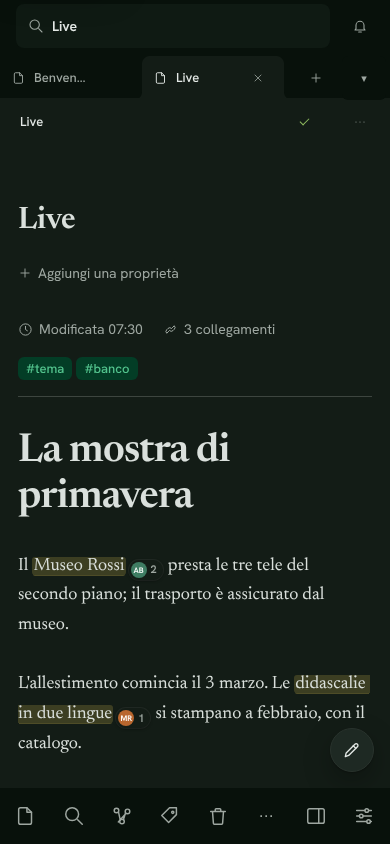 Live
Benven...
Live
Live
Live
Aggiungi una proprietà
Modificata 07:30
3 collegamenti
#tema
#banco
La mostra di
primavera
Il Museo Rossi AB 2 presta le tre tele del
secondo piano; il trasporto è assicurato dal
museo.
L'allestimento comincia il 3 marzo. Le didascalie
in due lingue MR 1 si stampano a febbraio, con il
catalogo.